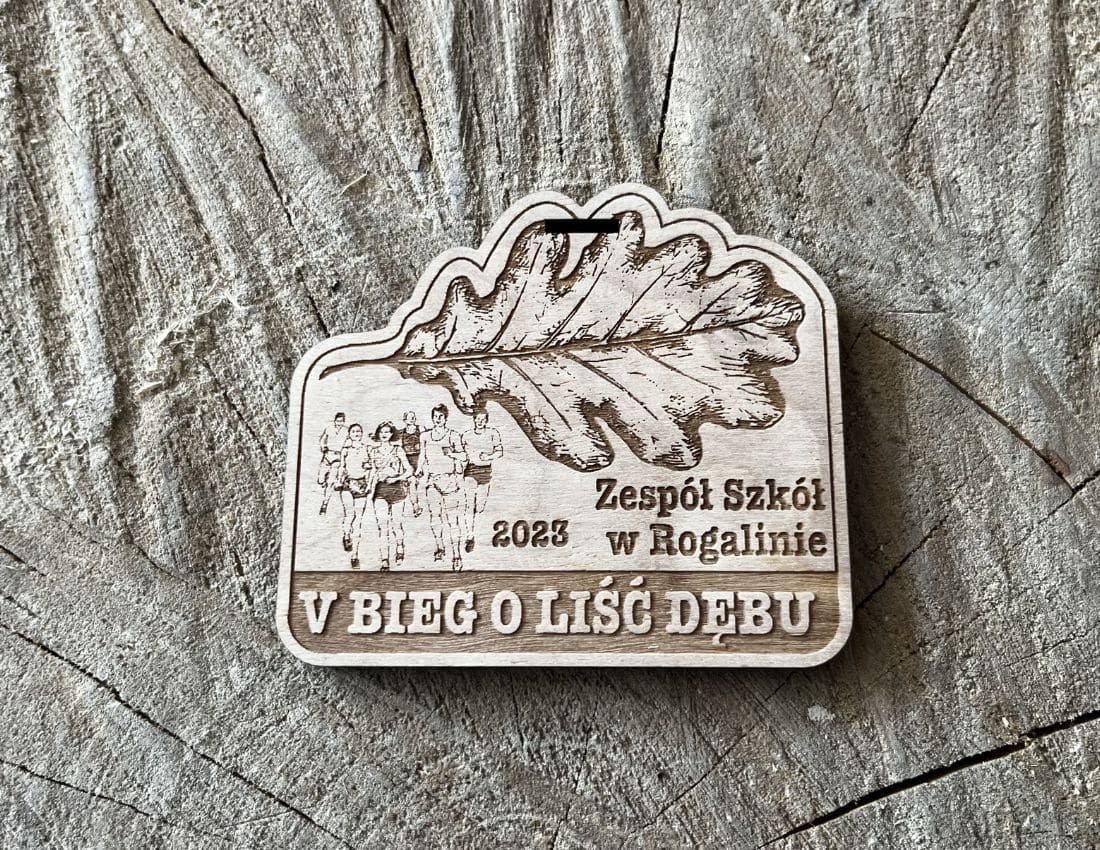 Zespół Szkół
2023 w Rogalinie
V BIEG O LIŚĆ DĘBU